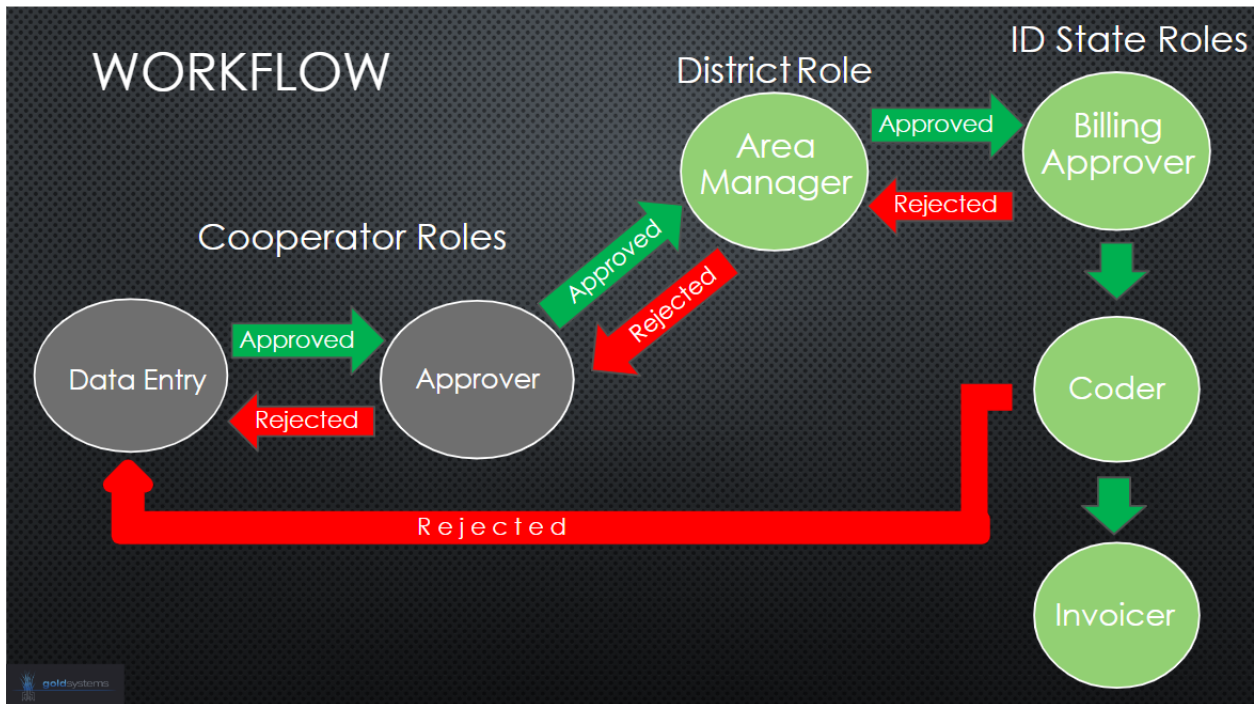 WORKFLOW
ID State Roles
District Role
Approved
Billing
Approver
Area
Manager
Rejected
Cooperator Roles
Approved
Rejected
Data Entry
Approved
Approver
Rejected
Coder
Rejected
Invoicer
goldsystems